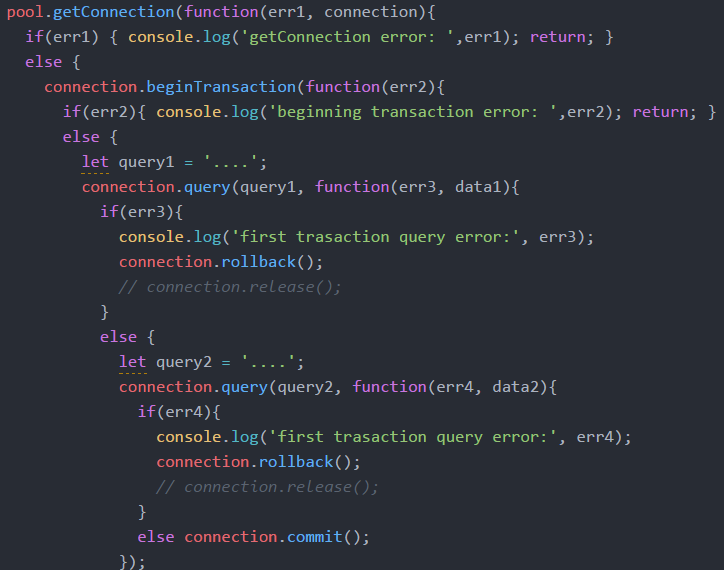 pool.getConnection(function(err1, connection){
  if(err1) { console.log('getConnection error: ',err1); return; }
  else {
    connection.beginTransaction(function(err2){
      if(err2){ console.log('beginning transaction error: ',err2); return; }
      else {
        let query1 = '....';
        connection.query(query1, function(err3, data1){
          if(err3){
            console.log('first trasaction query error:', err3);
            connection.rollback();
            // connection.release();
          }
          else {
            let query2 = '....';
            connection.query(query2, function(err4, data2){
              if(err4){
                console.log('first trasaction query error:', err4);
                connection.rollback();
                // connection.release();
              }
              else connection.commit();
            });